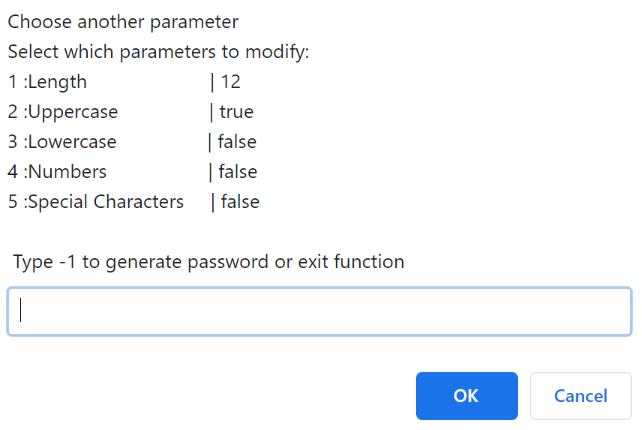 Choose another parameter
Select which parameters to modify:
1 :Length | 12
2 :Uppercase | true
3 :Lowercase | false
4 :Numbers | false
5 :Special Characters | false
Type -1 to generate password or exit function
OK Cancel